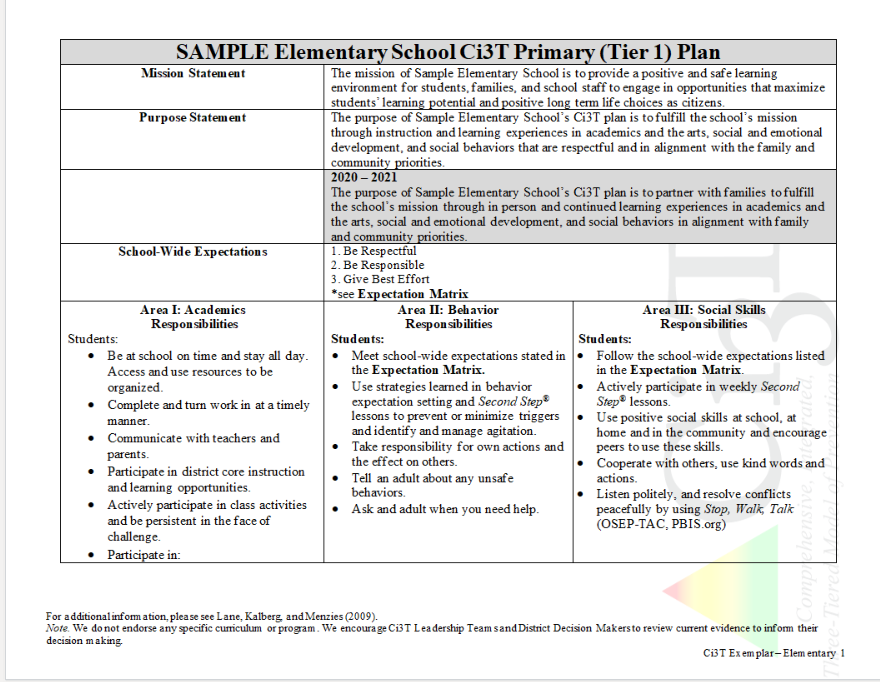 SAMPLE Elementary School Ci3T Primary (Tier 1) Plan
Mission Statement
The mission of Sample Elementary School is to provide a positive and safe learning
environment for students, families, and school staff to engage in opportunities that maximize
students' learning potential and positive long term life choices as citizens.
Purpose Statement
The purpose of Sample Elementary School's Ci3T plan is to fulfill the school's mission
through instruction and learning experiences in academics and the arts, social and emotional
development, and social behaviors that are respectful and in alignment with the family and
community priorities.
2020 – 2021
The purpose of Sample Elementary School's Ci3T plan is to partner with families to fulfill
the school's mission through in person and continued learning experiences in academics and
the arts, social and emotional development, and social behaviors in alignment with family
and community priorities.
School-Wide Expectations
1. Be Respectful
2. Be Responsible
3. Give Best Effort
*see Expectation Matrix
Area I: Academics
Responsibilities
Students:
• Be at school on time and stay all day.
Access and use resources to be
organized.
• Complete and turn work in at a timely
manner.
• Communicate with teachers and
parents.
• Participate in district core instruction
and learning opportunities.
• Actively participate in class activities
and be persistent in the face of
challenge.
• Participate in:
Area II: Behavior
Responsibilities
Students:
• Meet school-wide expectations stated in
the Expectation Matrix.
• Use strategies learned in behavior
expectation setting and Second Step®
lessons to prevent or minimize triggers
and identify and manage agitation.
• Take responsibility for own actions and
the effect on others.
• Tell an adult about any unsafe
behaviors.
• Ask and adult when you need help.
Area III: Social Skills
Responsibilities
Students:
• Follow the school-wide expectations listed
in the Expectation Matrix.
• Actively participate in weekly Second
Step® lessons.
• Use positive social skills at school, at
home and in the community and encourage
peers to use these skills.
• Cooperate with others, use kind words and
actions.
• Listen politely, and resolve conflicts
peacefully by using Stop, Walk, Talk
(OSEP-TAC, PBIS.org)
Ci3T
Comprehensive, Integrated,
Three-Tiered Model of Prevention
For additional information, please see Lane, Kalberg, and Menzies (2009).
Note. We do not endorse any specific curriculum or program. We encourage Ci3T Leadership Teams and District Decision Makers to review current evidence to inform their
decision making.
Ci3T Exemplar – Elementary 1